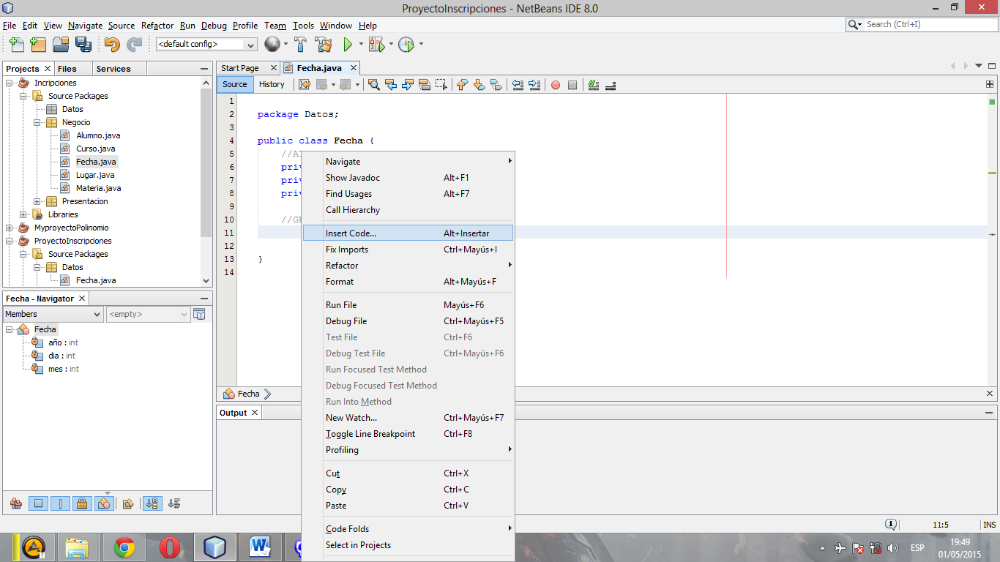 ProyectoInscripciones - NetBeans IDE 8.0
File Edit View Navigate Source Refactor Run Debug Profile Team Tools Window Help
Search (Ctrl+I)
<default config>
Projects Files Services
Incripciones
Source Packages
Datos
Negocio
Alumno.java
Curso.java
Fecha.java
Lugar.java
Materia.java
Presentacion
Libraries
MyproyectoPolinomio
ProyectoInscripciones
Source Packages
Datos
Fecha.java
Fecha - Navigator
Members <empty>
Fecha
año : int
dia : int
mes : int
Start Page Fecha.java
Source History
1
2 package Datos;
3
4 public class Fecha {
5
6
7
8
9
10
11
12
13 }
14
Navigate
Show Javadoc Alt+F1
Find Usages Alt+F7
Call Hierarchy
Insert Code... Alt+Insertar
Fix Imports Ctrl+Mayús+I
Refactor
Format Alt+Mayús+F
Run File Mayús+F6
Debug File Ctrl+Mayús+F5
Test File Ctrl+F6
Debug Test File Ctrl+Mayús+F6
Run Focused Test Method
Debug Focused Test Method
Run Into Method
New Watch... Ctrl+Mayús+F7
Toggle Line Breakpoint Ctrl+F8
Profiling
Cut Ctrl+X
Copy Ctrl+C
Paste Ctrl+V
Code Folds
Select in Projects
Fecha
Output
1 11:5 INS
ESP
19:49
01/05/2015